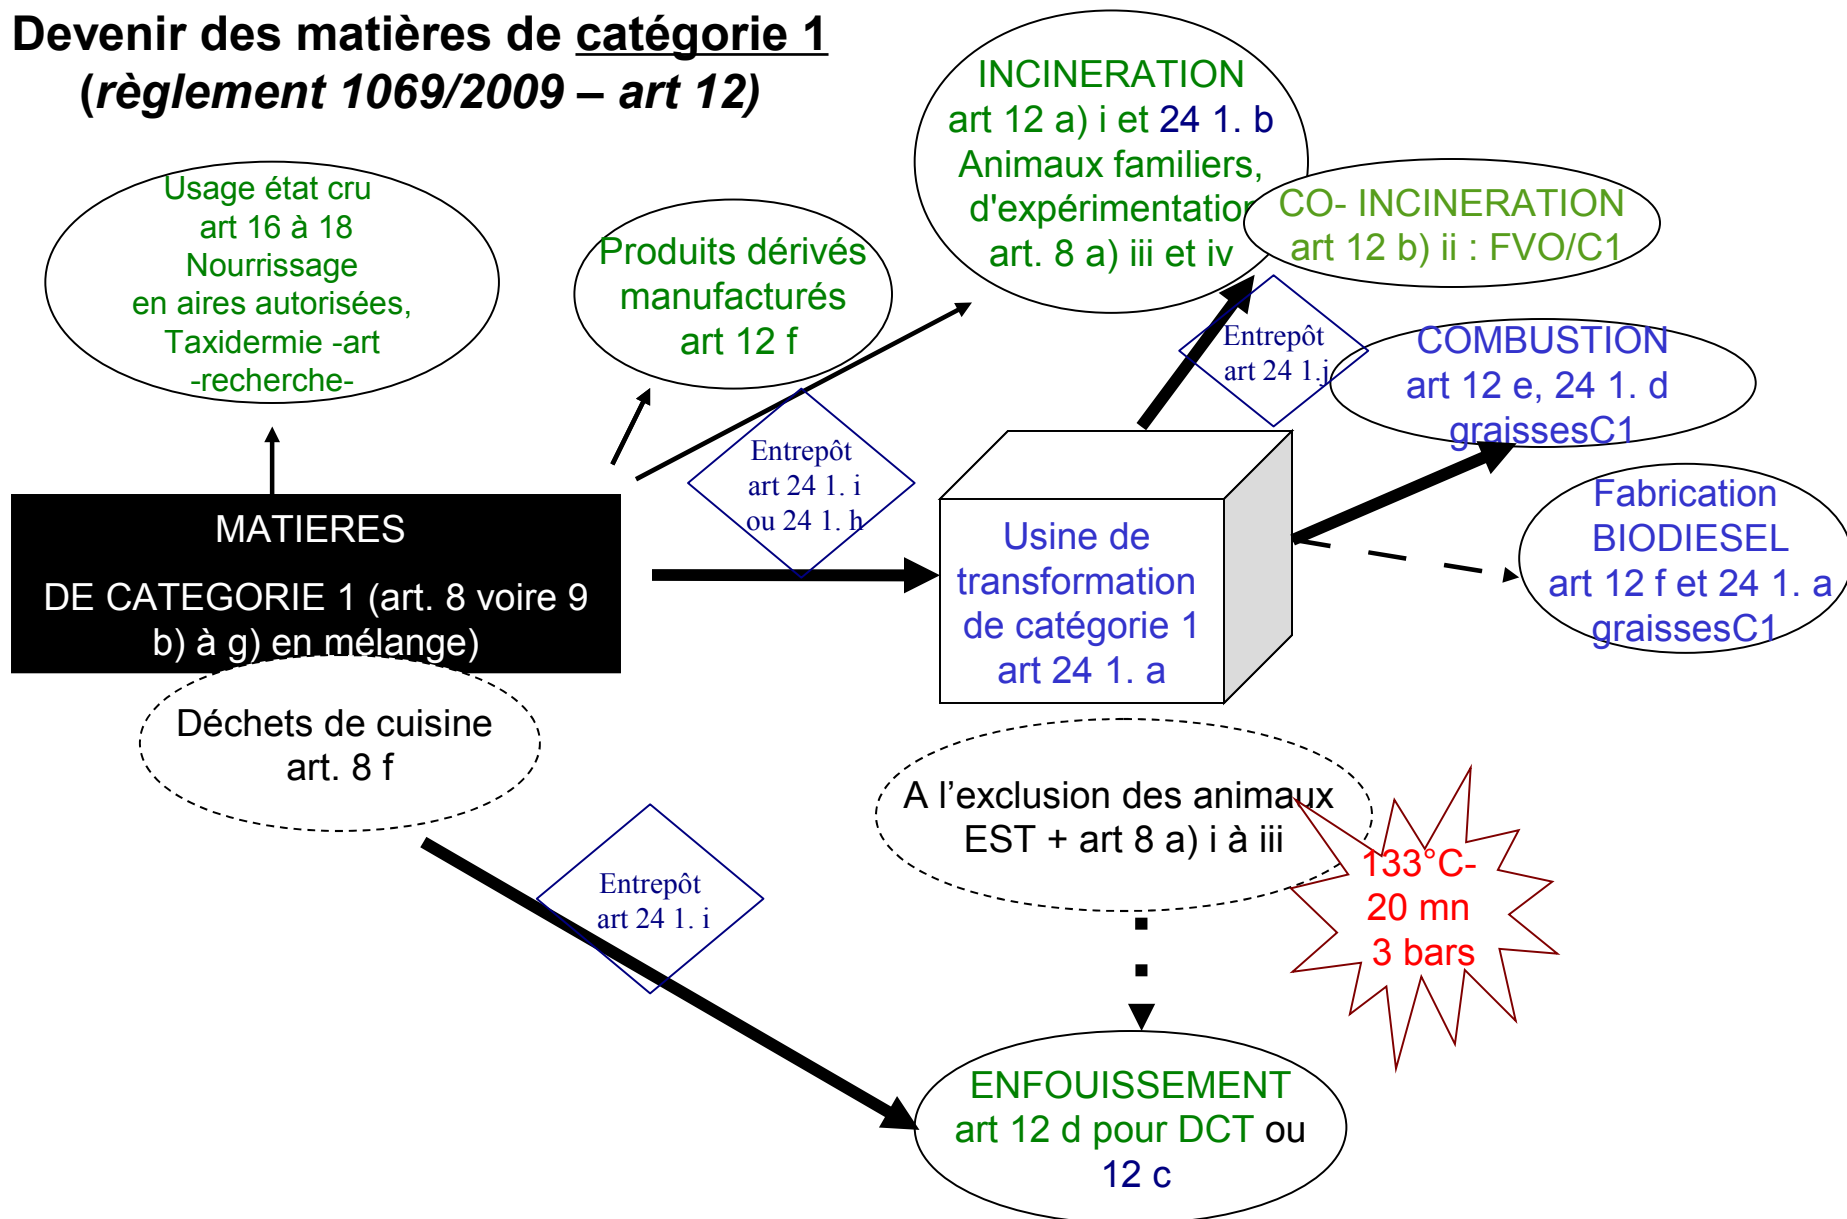 Devenir des matières de catégorie 1
(règlement 1069/2009 – art 12)
Usage état cru
art 16 à 18
Nourrissage
en aires autorisées,
Taxidermie -art
-recherche-
Produits dérivés
manufacturés
art 12 f
INCINERATION
art 12 a) i et 24 1. b
Animaux familiers,
d'expérimentation
art. 8 a) iii et iv
CO- INCINERATION
art 12 b) ii : FVO/C1
Entrepôt
art 24 1.j
COMBUSTION
art 12 e, 24 1. d
graissesC1
Entrepôt
art 24 1. i
ou 24 1. h
Fabrication
BIODIESEL
art 12 f et 24 1. a
graissesC1
MATIERES
DE CATEGORIE 1 (art. 8 voire 9
b) à g) en mélange)
Usine de
transformation
de catégorie 1
art 24 1. a
Déchets de cuisine
art. 8 f
A l’exclusion des animaux
EST + art 8 a) i à iii
133°C-
20 mn
3 bars
Entrepôt
art 24 1. i
ENFOUISSEMENT
art 12 d pour DCT ou
12 c